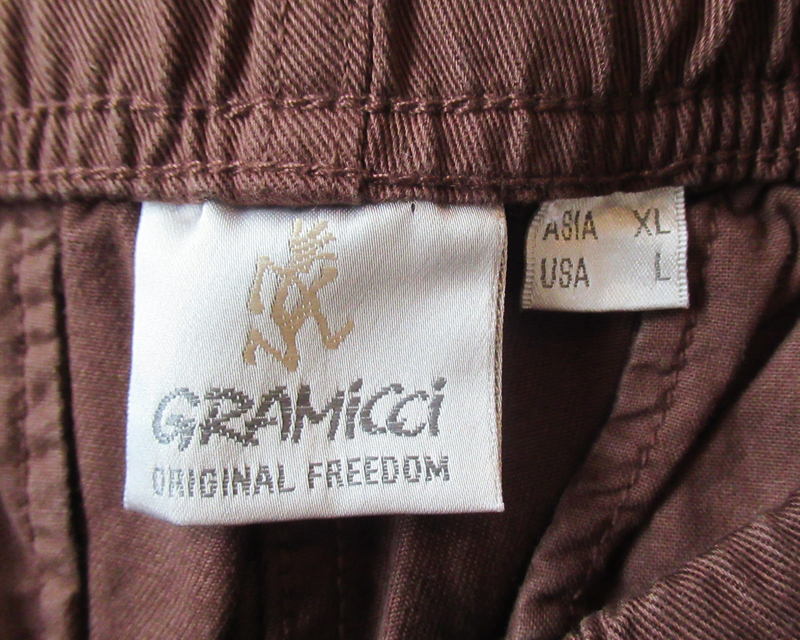 GRAMiCCi
ORIGINAL FREEDOM
ASIA XL
USA L